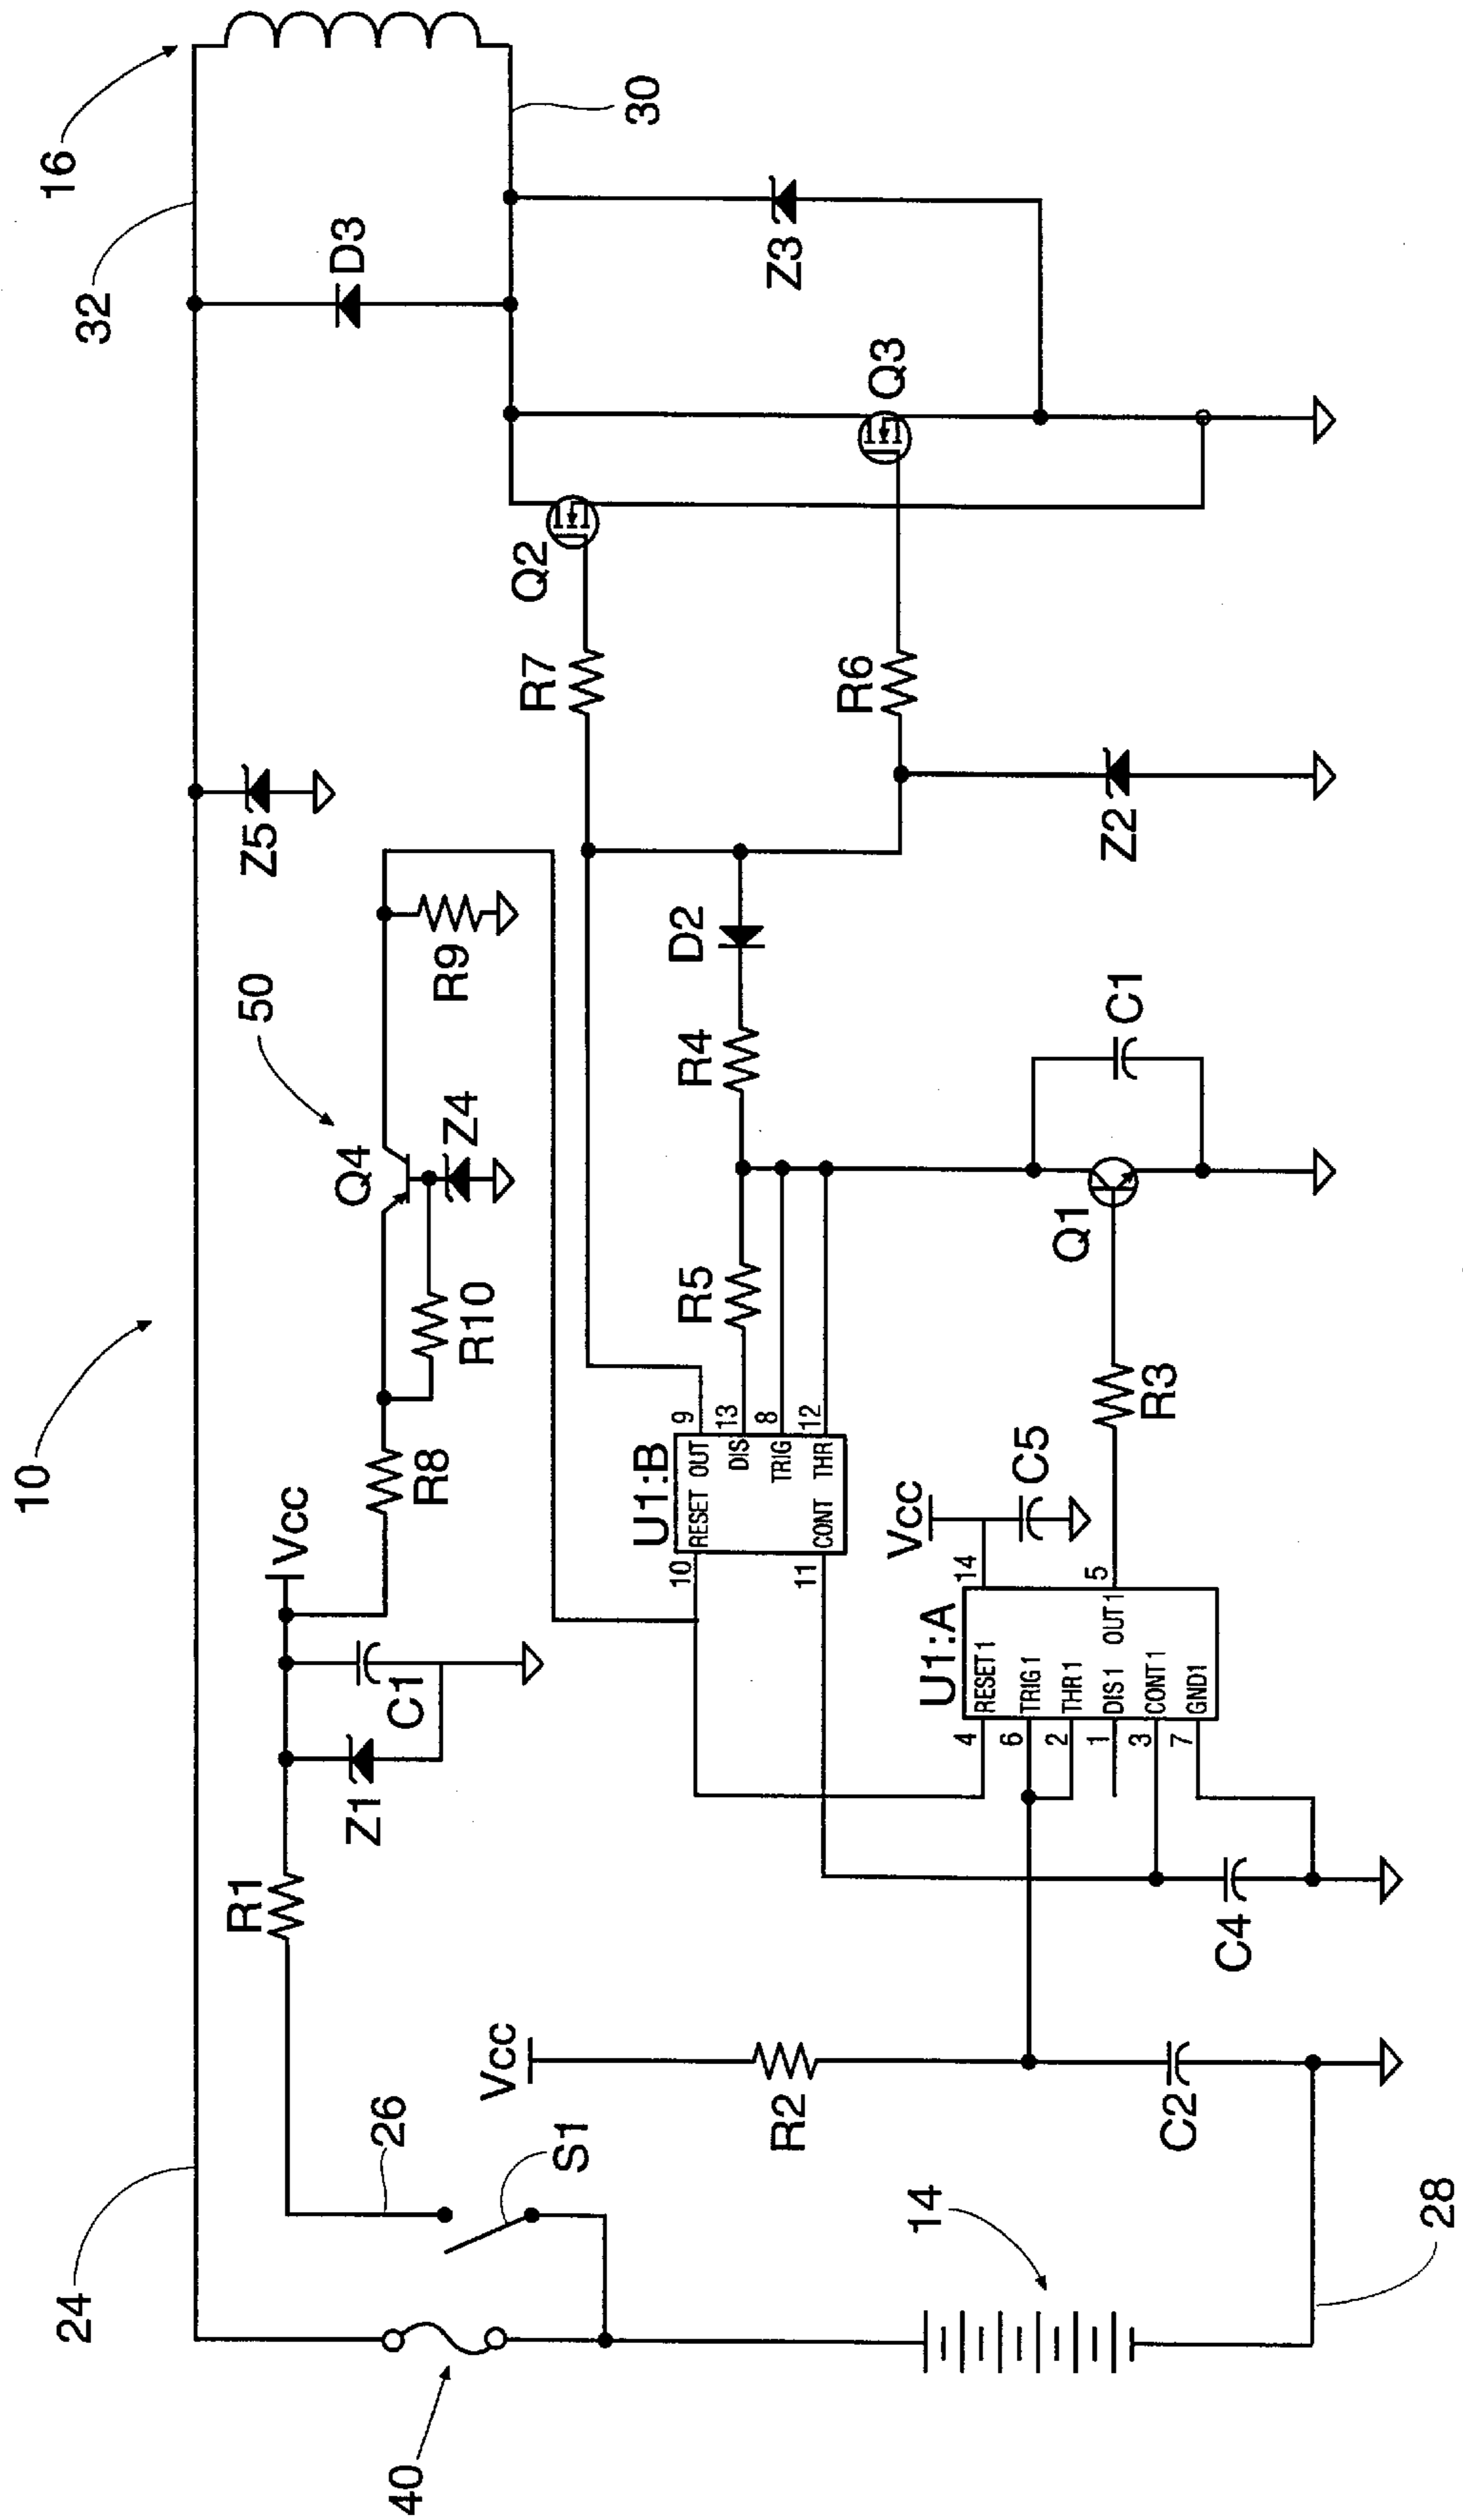 10
16
32
24
30
D3
Z3
Z5
50
Q4
R9
Z4
R10
R8
Vcc
C1
Z1
R1
26
S1
40
14
28
Vcc
R2
C2
C4
Q2
Q3
R7
R6
Z2
D2
R4
R5
C1
Q1
R3
Vcc
C5
U1:B
RESET OUT
DIS
TRIG
CONT THR
9
13
8
12
10
11
U1:A
RESET1
TRIG1
THR1
DIS1 OUT1
CONT1
GND1
14
5
4
6
2
1
3
7